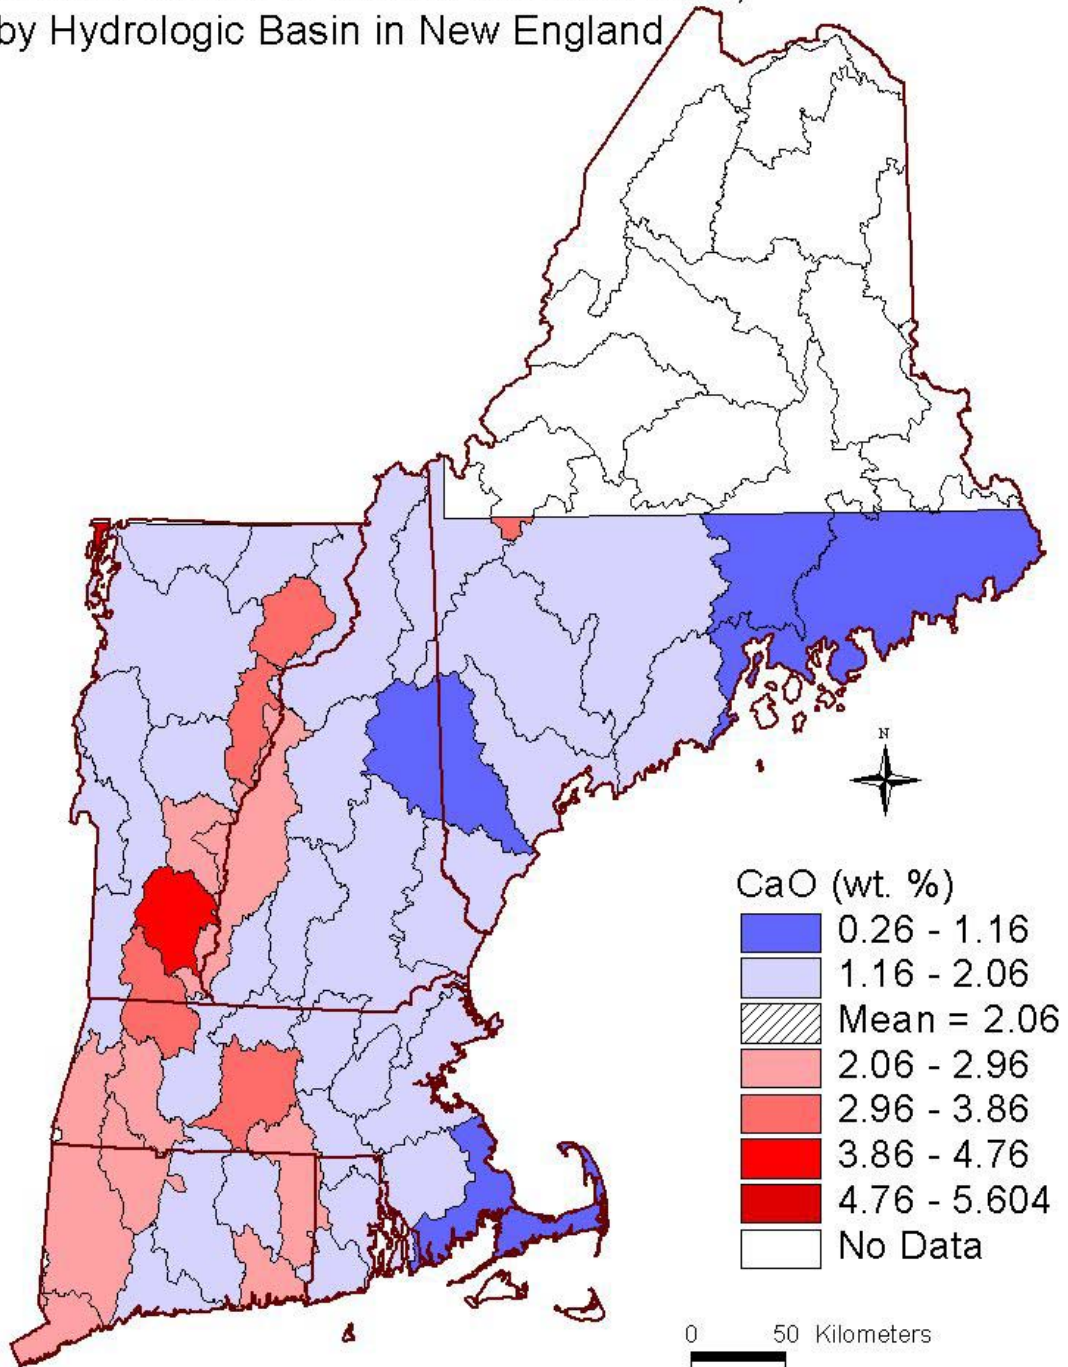 by Hydrologic Basin in New England
N
CaO (wt. %)
0.26 - 1.16
1.16 - 2.06
Mean = 2.06
2.06 - 2.96
2.96 - 3.86
3.86 - 4.76
4.76 - 5.604
No Data
0 50 Kilometers